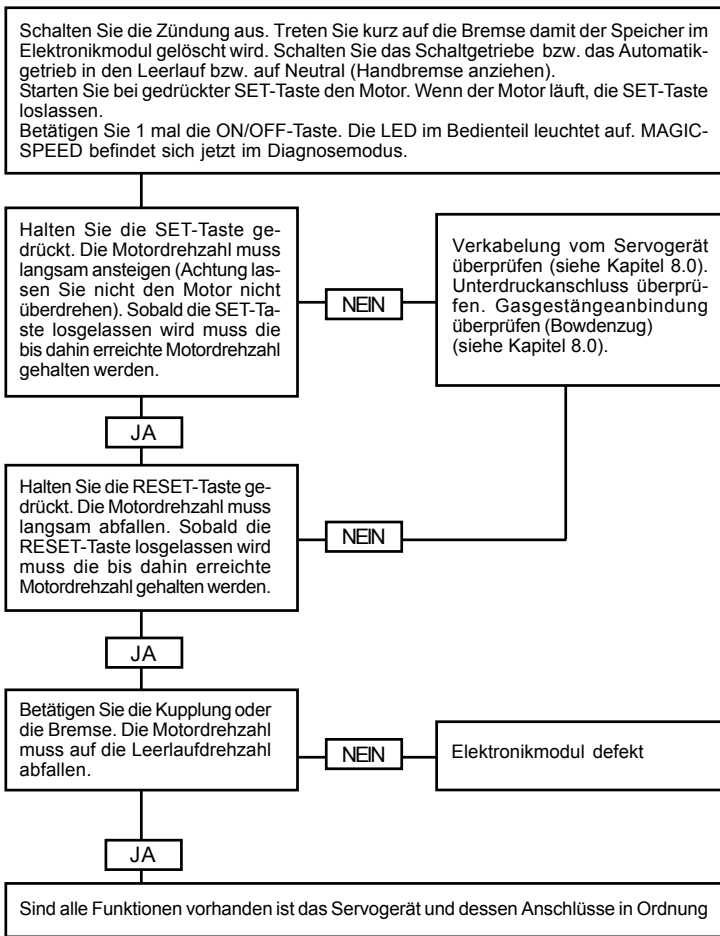 Schalten Sie die Zündung aus. Treten Sie kurz auf die Bremse damit der Speicher im
Elektronikmodul gelöscht wird. Schalten Sie das Schaltgetriebe bzw. das Automatik-
getrieb in den Leerlauf bzw. auf Neutral (Handbremse anziehen).
Starten Sie bei gedrückter SET-Taste den Motor. Wenn der Motor läuft, die SET-Taste
loslassen.
Betätigen Sie 1 mal die ON/OFF-Taste. Die LED im Bedienteil leuchtet auf. MAGIC-
SPEED befindet sich jetzt im Diagnosemodus.
Halten Sie die SET-Taste ge-
drückt. Die Motordrehzahl muss
langsam ansteigen (Achtung las-
sen Sie nicht den Motor nicht
überdrehen). Sobald die SET-Ta-
ste losgelassen wird muss die
bis dahin erreichte Motordrehzahl
gehalten werden.
NEIN
Verkabelung vom Servogerät
überprüfen (siehe Kapitel 8.0).
Unterdruckanschluss überprü-
fen. Gasgestängeanbindung
überprüfen (Bowdenzug)
(siehe Kapitel 8.0).
JA
Halten Sie die RESET-Taste ge-
drückt. Die Motordrehzahl muss
langsam abfallen. Sobald die
RESET-Taste losgelassen wird
muss die bis dahin erreichte
Motordrehzahl gehalten werden.
NEIN
JA
Betätigen Sie die Kupplung oder
die Bremse. Die Motordrehzahl
muss auf die Leerlaufdrehzahl
abfallen.
NEIN
Elektronikmodul defekt
JA
Sind alle Funktionen vorhanden ist das Servogerät und dessen Anschlüsse in Ordnung